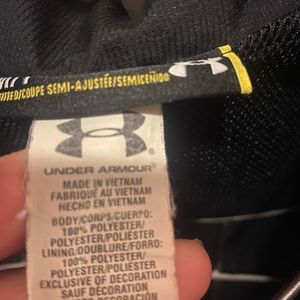 FITTED/COUPE SEMI-AJUSTÉE/SEMICEÑIDO
UNDER ARMOUR
MADE IN VIETNAM
FABRIQUÉ AU VIETNAM
HECHO EN VIETNAM
BODY/CORPS/CUERPO:
100% POLYESTER/
POLYESTER/POLIÉSTER
LINING/DOUBLURE/FORRO:
100% POLYESTER/
POLYESTER/POLIÉSTER
EXCLUSIVE OF DECORATION
SAUF DÉCORATION